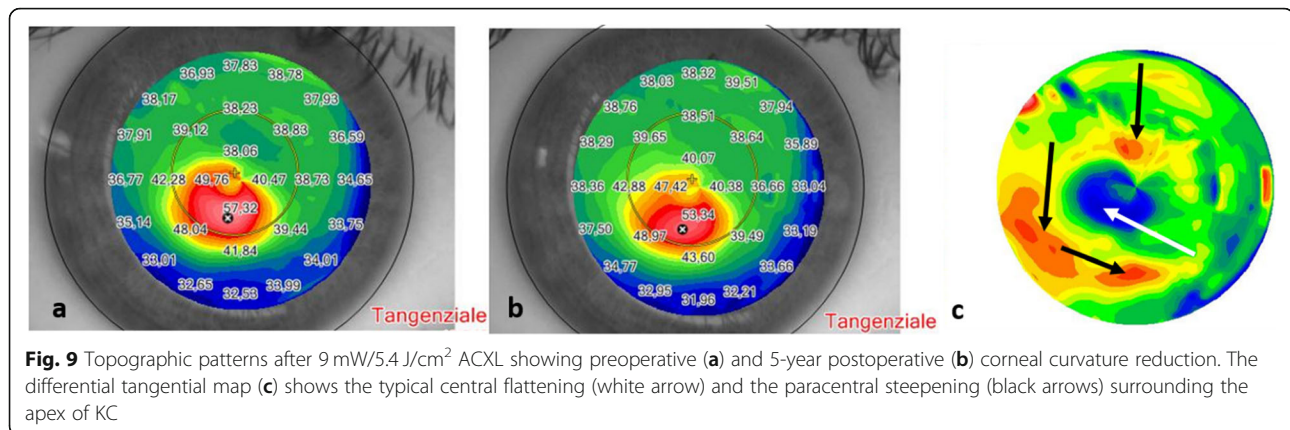 37,83
36,93 38,78
38,17 37,93
38,23
37,91 39,12 38,83 36,59
38,06
36,77 42,28 49,76 40,47 38,73 34,65
57,32
35,14 48,04 39,44 33,75
41,84
33,01 34,01
32,65 32,53 33,99
a
Tangenziale
38,32
38,03 39,51
38,76 37,94
38,51
38,29 39,65 38,64 35,89
40,07
38,36 42,88 47,42 40,38 36,66 33,04
53,34
37,50 48,97 39,49 33,19
43,60
34,77 33,66
32,95 31,96 32,21
b
Tangenziale
c
Fig. 9 Topographic patterns after 9 mW/5.4 J/cm² ACXL showing preoperative (a) and 5-year postoperative (b) corneal curvature reduction. The
differential tangential map (c) shows the typical central flattening (white arrow) and the paracentral steepening (black arrows) surrounding the
apex of KC